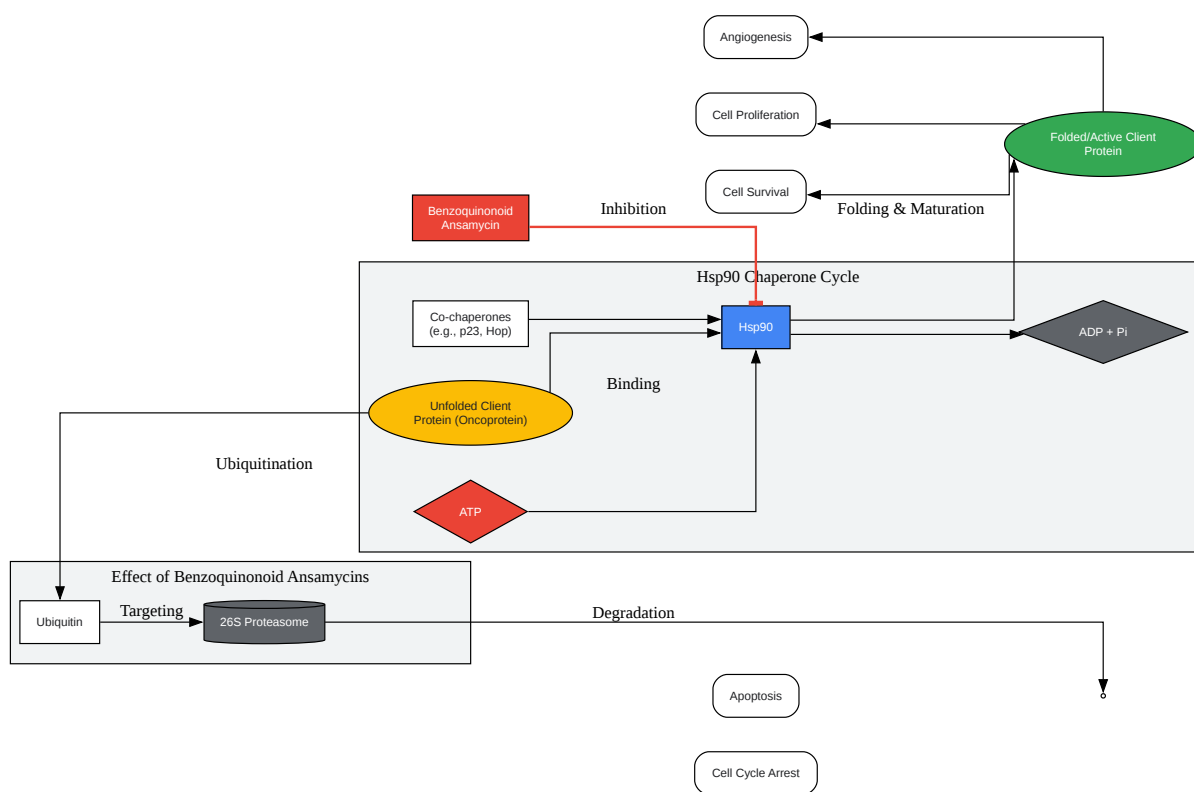 Angiogenesis
Cell Proliferation
Folded/Active Client
Protein
Cell Survival
Folding & Maturation
Benzoquinonoid
Ansamycin
Inhibition
Hsp90 Chaperone Cycle
Co-chaperones
(e.g., p23, Hop)
Hsp90
ADP + Pi
Binding
Unfolded Client
Protein (Oncoprotein)
Ubiquitination
ATP
Effect of Benzoquinonoid Ansamycins
Ubiquitin
Targeting
26S Proteasome
Degradation
Apoptosis
Cell Cycle Arrest